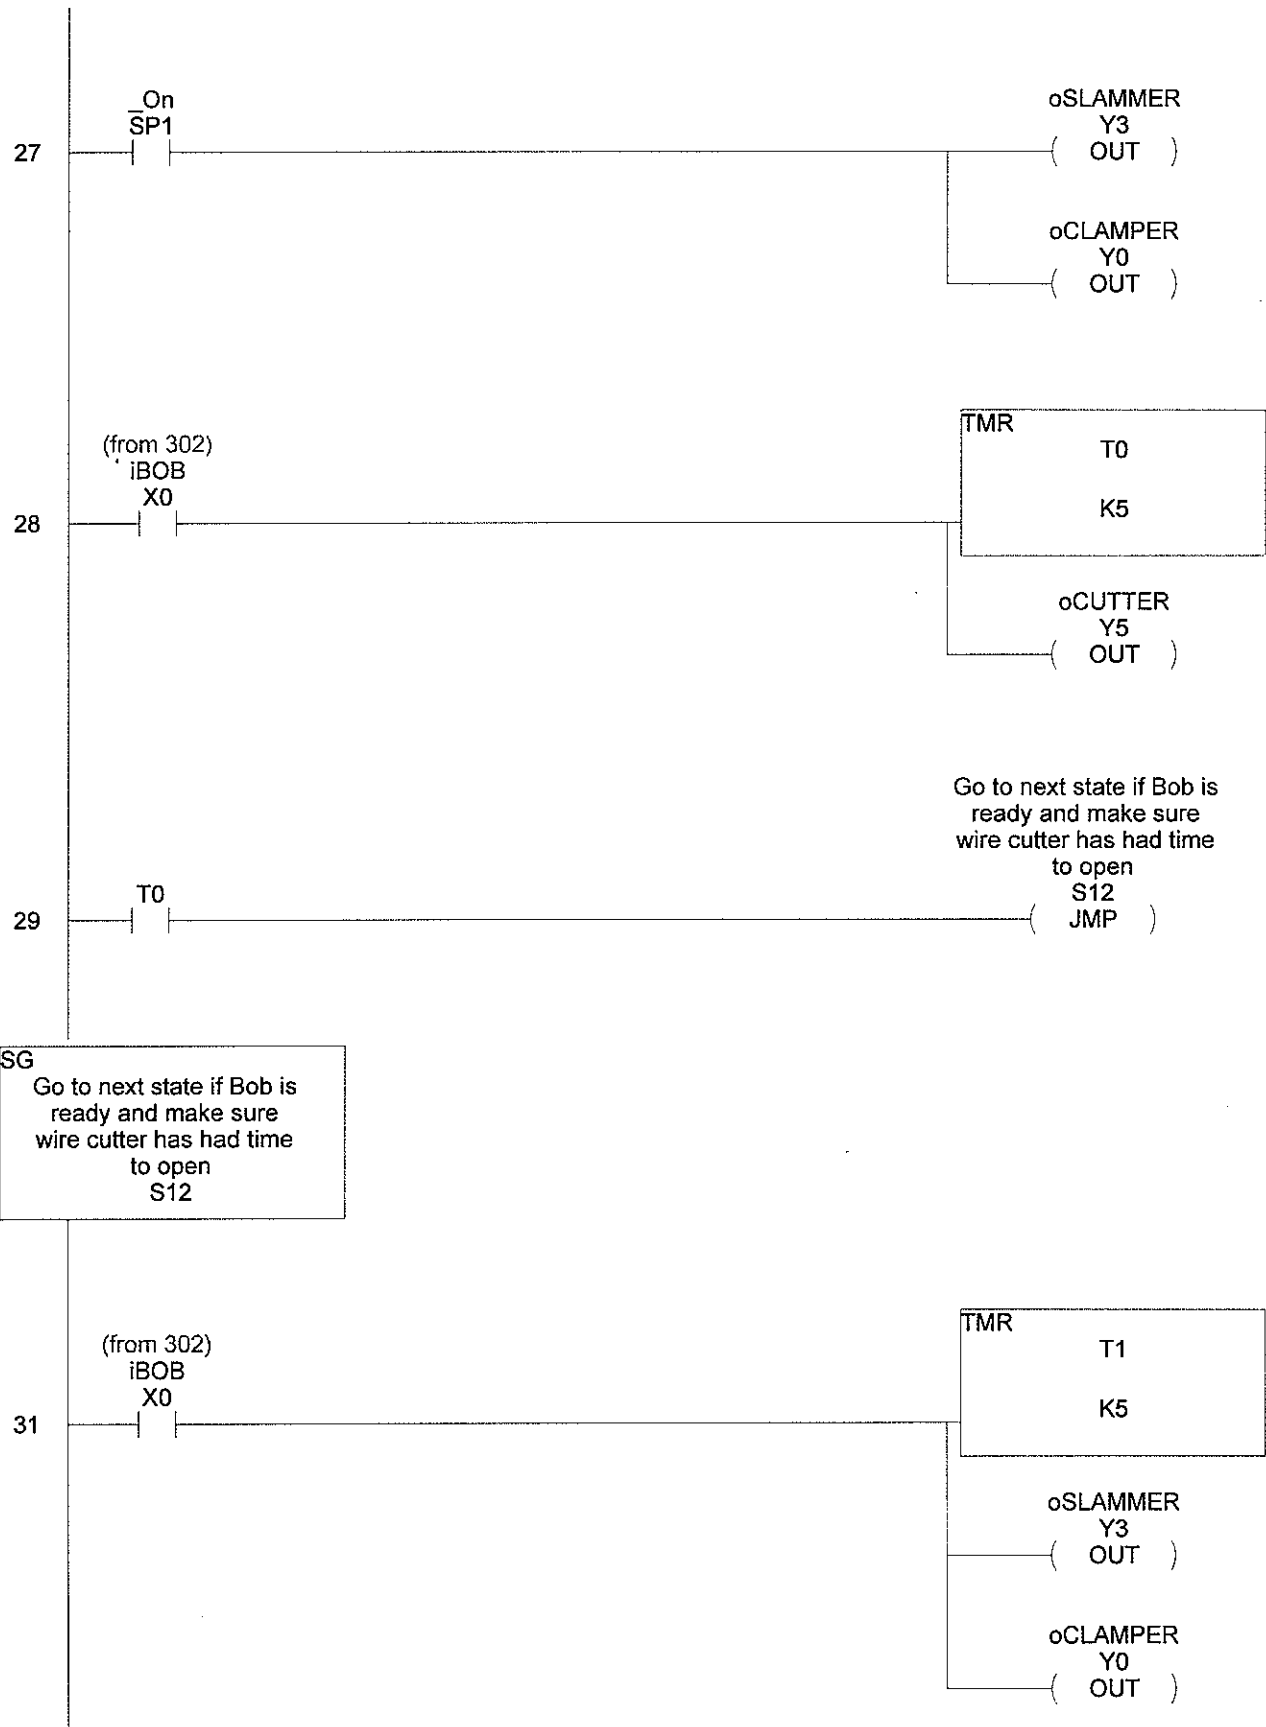 _On
SP1
oSLAMMER
Y3
27
OUT
oCLAMPER
Y0
OUT
(from 302)
iBOB
X0
TMR
T0
K5
28
oCUTTER
Y5
OUT
Go to next state if Bob is
ready and make sure
wire cutter has had time
to open
S12
T0
29
JMP
SG
Go to next state if Bob is
ready and make sure
wire cutter has had time
to open
S12
(from 302)
iBOB
X0
TMR
T1
K5
31
oSLAMMER
Y3
OUT
oCLAMPER
Y0
OUT